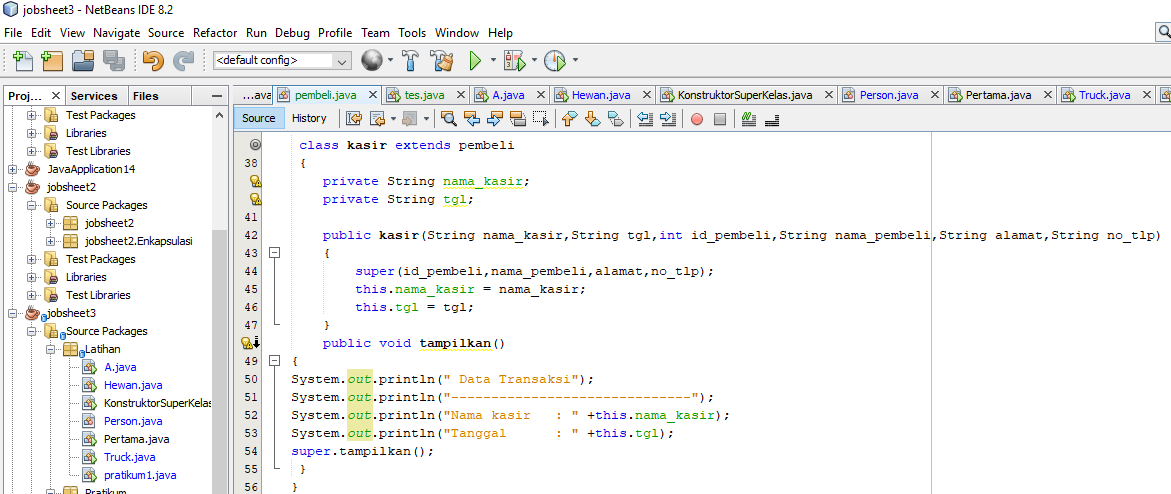 jobsheet3 - NetBeans IDE 8.2
File Edit View Navigate Source Refactor Run Debug Profile Team Tools Window Help
<default config>
Proj... Services Files
Test Packages
Libraries
Test Libraries
JavaApplication14
jobsheet2
Source Packages
jobsheet2
jobsheet2.Enkapsulasi
Test Packages
Libraries
Test Libraries
jobsheet3
Source Packages
Latihan
A.java
Hewan.java
KonstruktorSuperKelas
Person.java
Pertama.java
Truck.java
pratikum1.java
Pratikum
...ava pembeli.java tes.java A.java Hewan.java KonstruktorSuperKelas.java Person.java Pertama.java Truck.java
Source History
class kasir extends pembeli
38 {
private String nama_kasir;
private String tgl;
41
42 public kasir(String nama_kasir,String tgl,int id_pembeli,String nama_pembeli,String alamat,String no_tlp)
43 {
44 super(id_pembeli,nama_pembeli,alamat,no_tlp);
45 this.nama_kasir = nama_kasir;
46 this.tgl = tgl;
47 }
public void tampilkan()
49 {
50 System.out.println(" Data Transaksi");
51 System.out.println("------------------------------");
52 System.out.println("Nama kasir   : " +this.nama_kasir);
53 System.out.println("Tanggal      : " +this.tgl);
54 super.tampilkan();
55 }
56 }